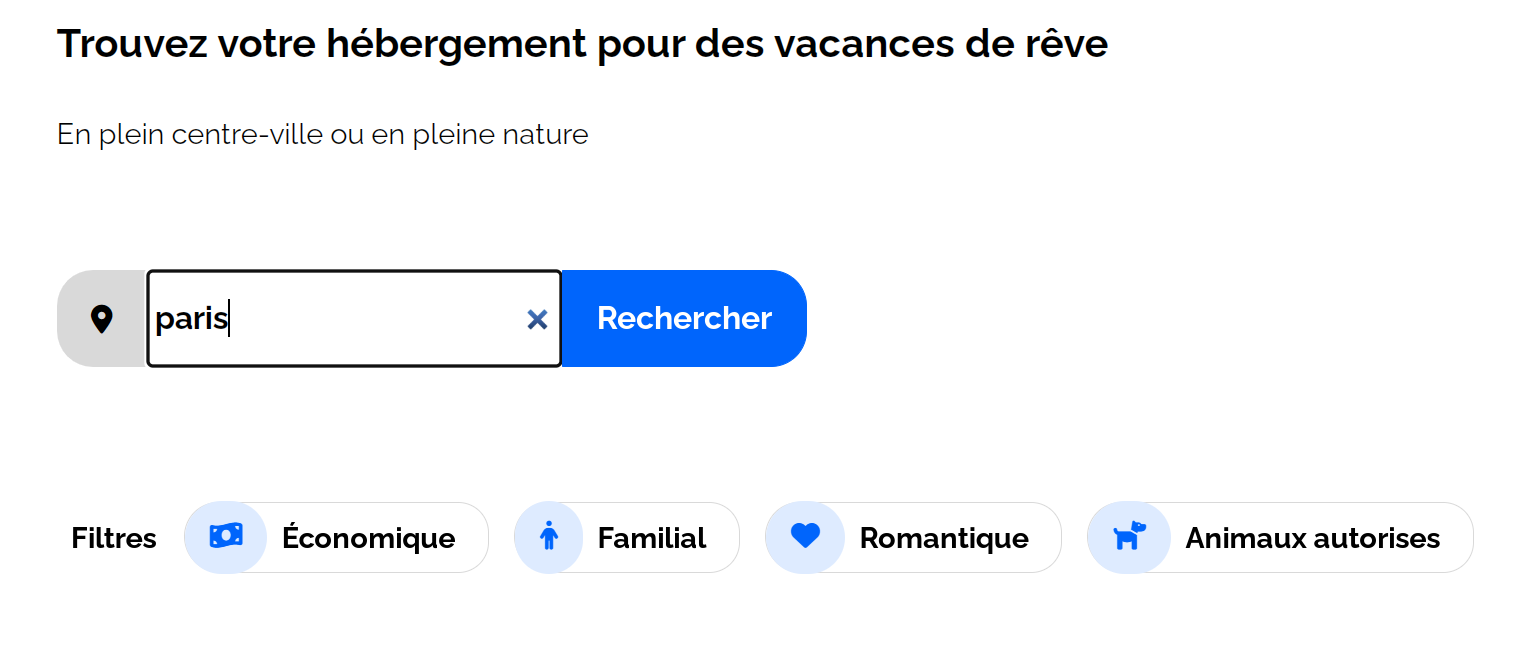 Trouvez votre hébergement pour des vacances de rêve
En plein centre-ville ou en pleine nature
paris
Rechercher
Filtres
Économique
Familial
Romantique
Animaux autorises